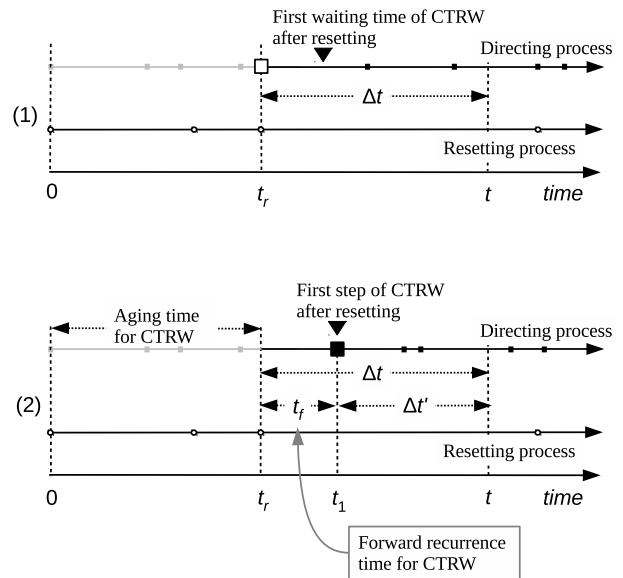 First waiting time of CTRW
after resetting
Directing process
Δt
(1)
Resetting process
0
t_r
t
time
First step of CTRW
after resetting
Aging time
for CTRW
Directing process
Δt
(2)
t_f
Δt'
Resetting process
0
t_r
t_1
t
time
Forward recurrence
time for CTRW